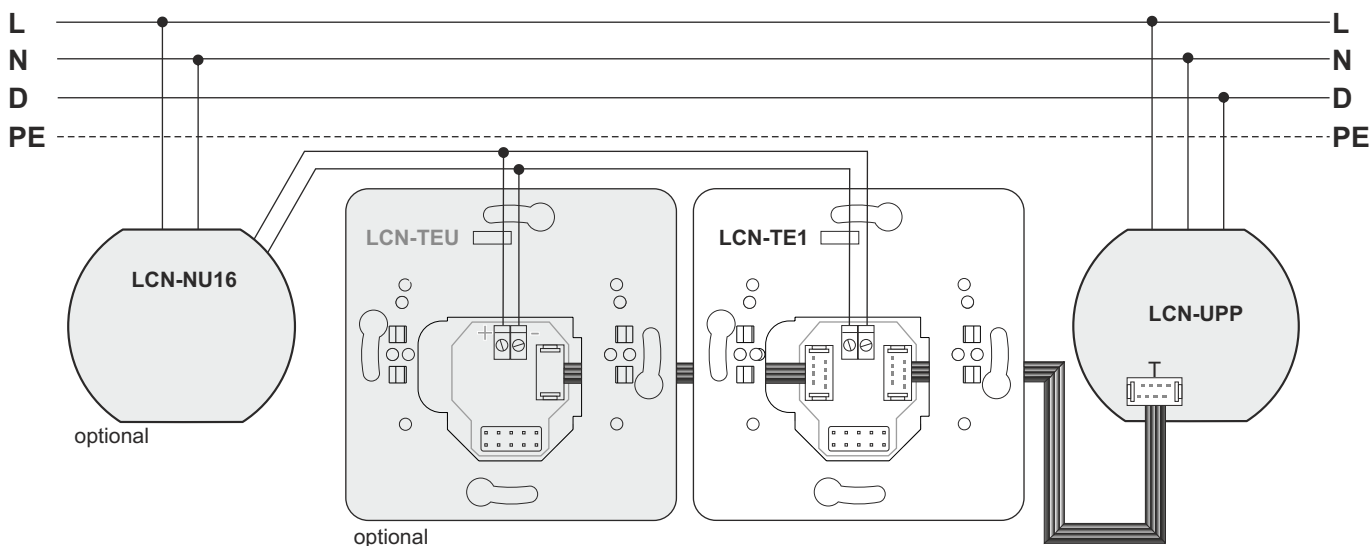 L L
N N
D D
PE PE
LCN-TEU LCN-TE1
LCN-NU16
LCN-UPP
+ -
T
optional
optional